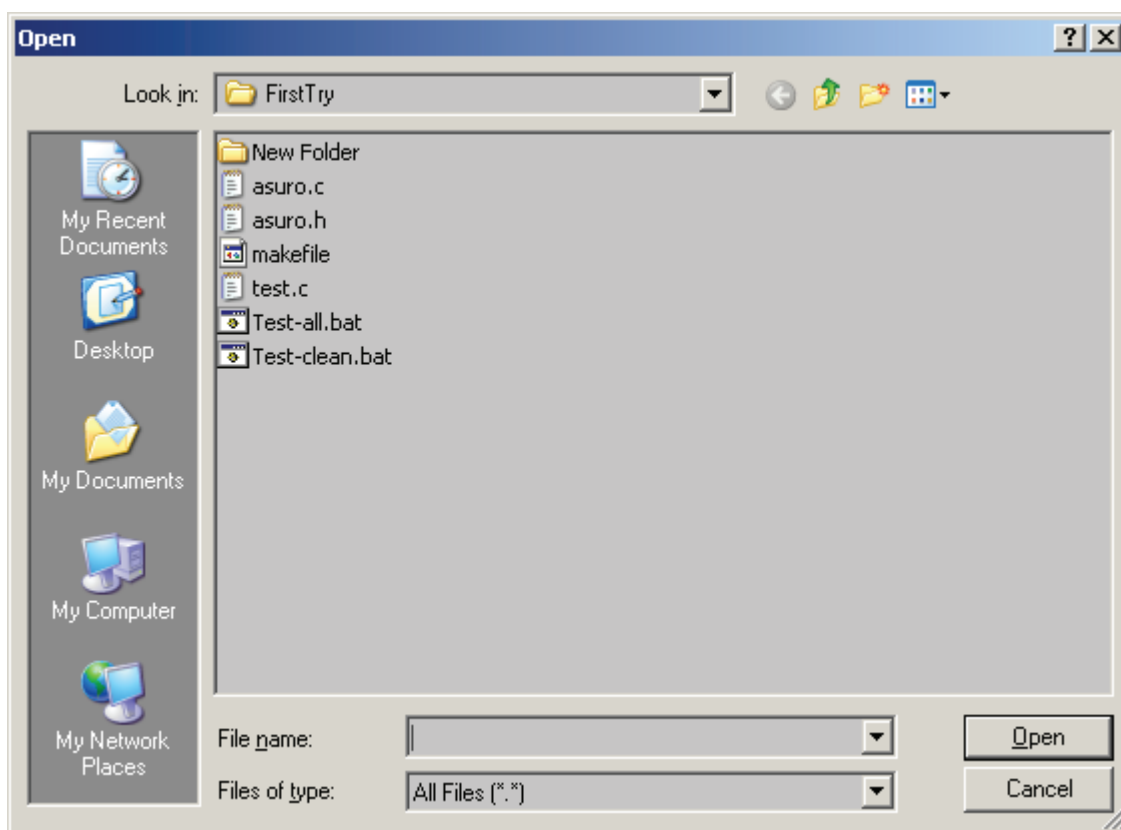 Open
Look in: FirstTry
New Folder
asuro.c
asuro.h
makefile
test.c
Test-all.bat
Test-clean.bat
My Recent
Documents
Desktop
My Documents
My Computer
My Network
Places
File name:
Open
Files of type: All Files (*.*)
Cancel